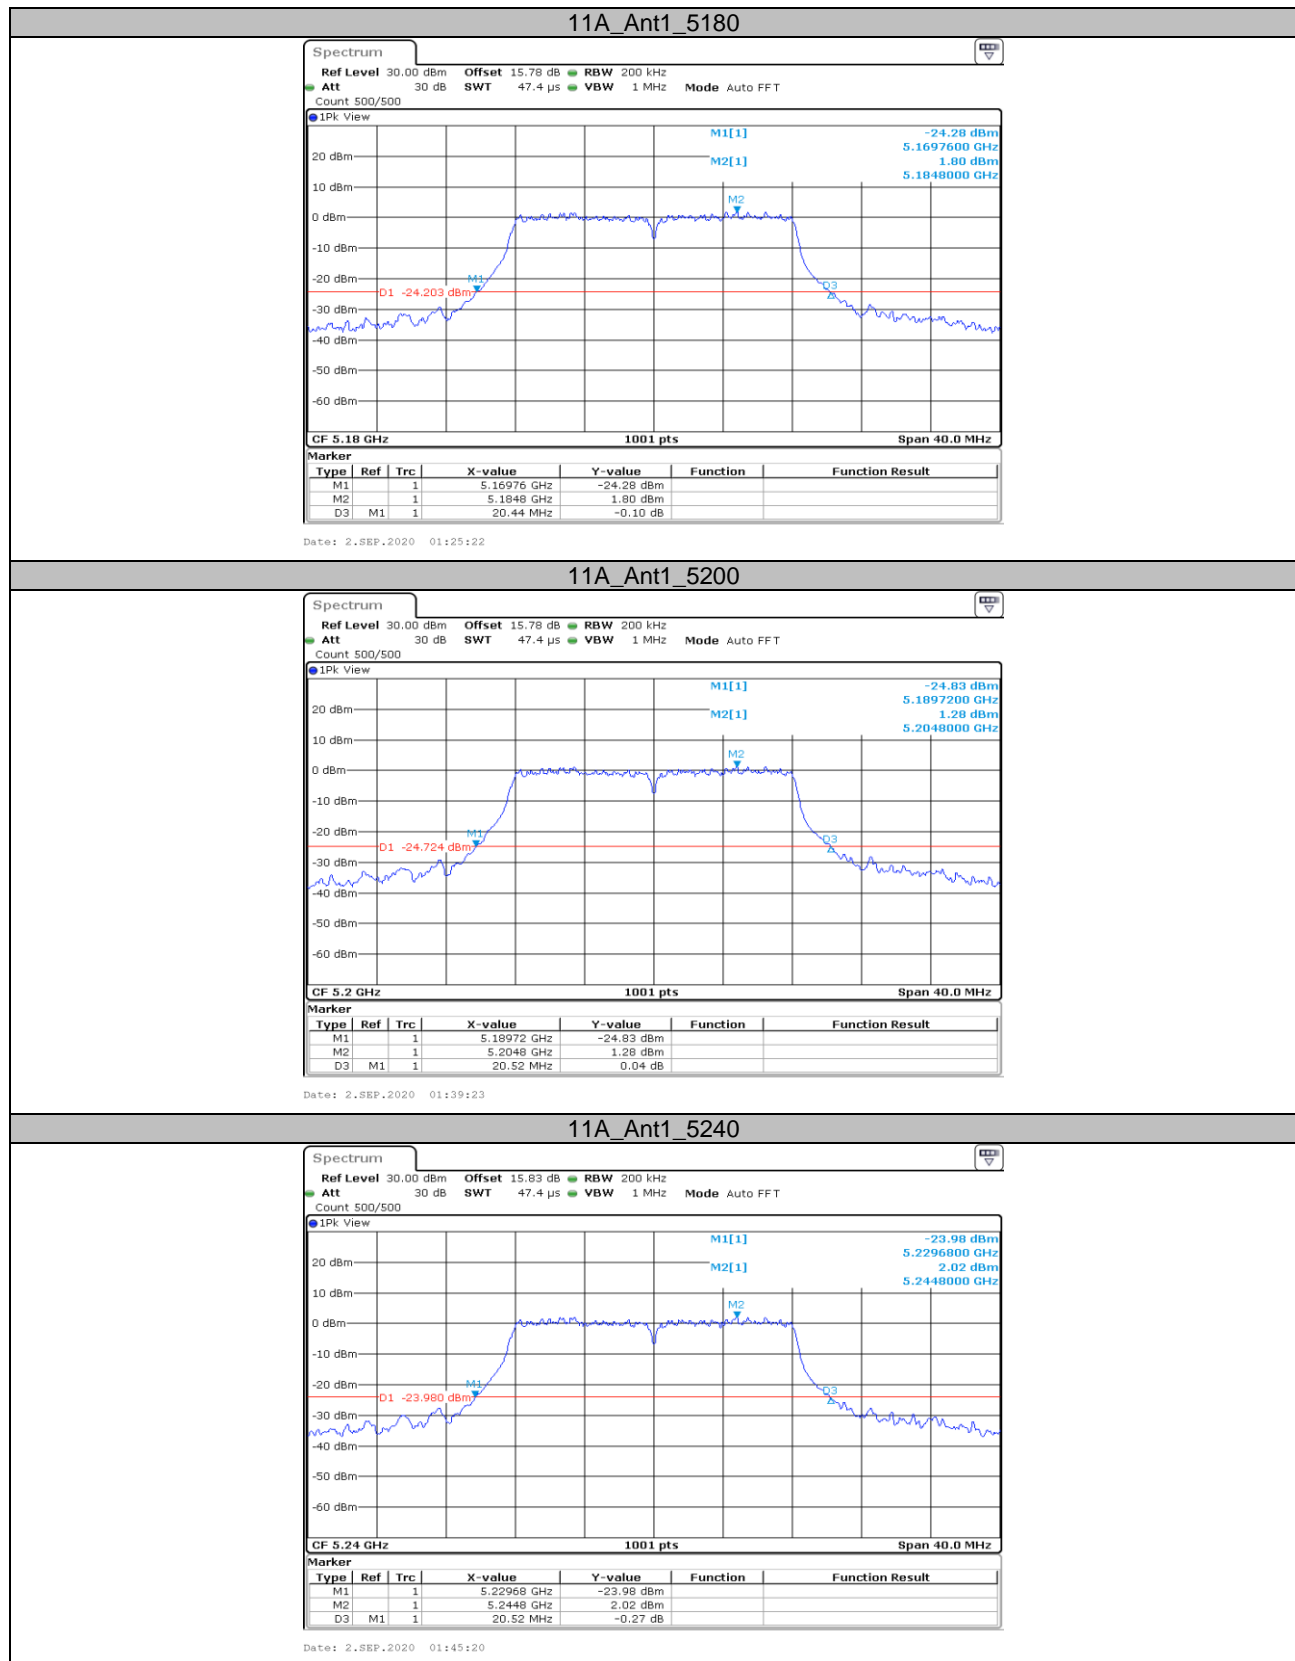 11A_Ant1_5180
Spectrum
Ref Level 30.00 dBm Offset 15.78 dB RBW 200 kHz
Att 30 dB SWT 47.4 µs VBW 1 MHz Mode Auto FFT
Count 500/500
1Pk View
M1[1] -24.28 dBm
5.1697600 GHz
20 dBm M2[1] 1.80 dBm
5.1848000 GHz
10 dBm
M2
0 dBm
-10 dBm
-20 dBm
M1 D3
D1 -24.203 dBm
-30 dBm
-40 dBm
-50 dBm
-60 dBm
CF 5.18 GHz 1001 pts Span 40.0 MHz
Marker
Type Ref Trc X-value Y-value Function Function Result
M1 1 5.16976 GHz -24.28 dBm
M2 1 5.1848 GHz 1.80 dBm
D3 M1 1 20.44 MHz -0.10 dB
Date: 2.SEP.2020 01:25:22
11A_Ant1_5200
Spectrum
Ref Level 30.00 dBm Offset 15.78 dB RBW 200 kHz
Att 30 dB SWT 47.4 µs VBW 1 MHz Mode Auto FFT
Count 500/500
1Pk View
M1[1] -24.83 dBm
5.1897200 GHz
20 dBm M2[1] 1.28 dBm
5.2048000 GHz
10 dBm
M2
0 dBm
-10 dBm
-20 dBm
M1 D3
D1 -24.724 dBm
-30 dBm
-40 dBm
-50 dBm
-60 dBm
CF 5.2 GHz 1001 pts Span 40.0 MHz
Marker
Type Ref Trc X-value Y-value Function Function Result
M1 1 5.18972 GHz -24.83 dBm
M2 1 5.2048 GHz 1.28 dBm
D3 M1 1 20.52 MHz 0.04 dB
Date: 2.SEP.2020 01:39:23
11A_Ant1_5240
Spectrum
Ref Level 30.00 dBm Offset 15.83 dB RBW 200 kHz
Att 30 dB SWT 47.4 µs VBW 1 MHz Mode Auto FFT
Count 500/500
1Pk View
M1[1] -23.98 dBm
5.2296800 GHz
20 dBm M2[1] 2.02 dBm
5.2448000 GHz
10 dBm
M2
0 dBm
-10 dBm
-20 dBm
M1 D3
D1 -23.980 dBm
-30 dBm
-40 dBm
-50 dBm
-60 dBm
CF 5.24 GHz 1001 pts Span 40.0 MHz
Marker
Type Ref Trc X-value Y-value Function Function Result
M1 1 5.22968 GHz -23.98 dBm
M2 1 5.2448 GHz 2.02 dBm
D3 M1 1 20.52 MHz -0.27 dB
Date: 2.SEP.2020 01:45:20